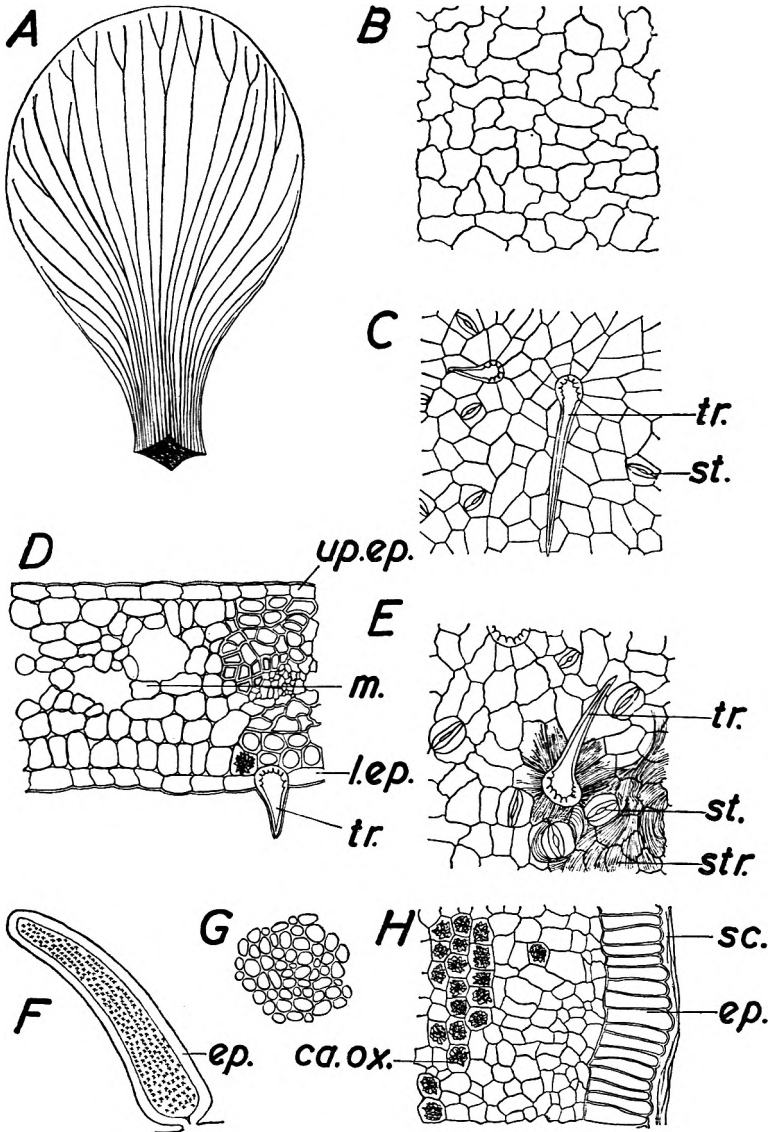 A
B
C
tr.
st.
D
up.ep.
m.
l.ep.
tr.
E
tr.
st.
str.
F
ep.
G
ca.ox.
H
sc.
ep.